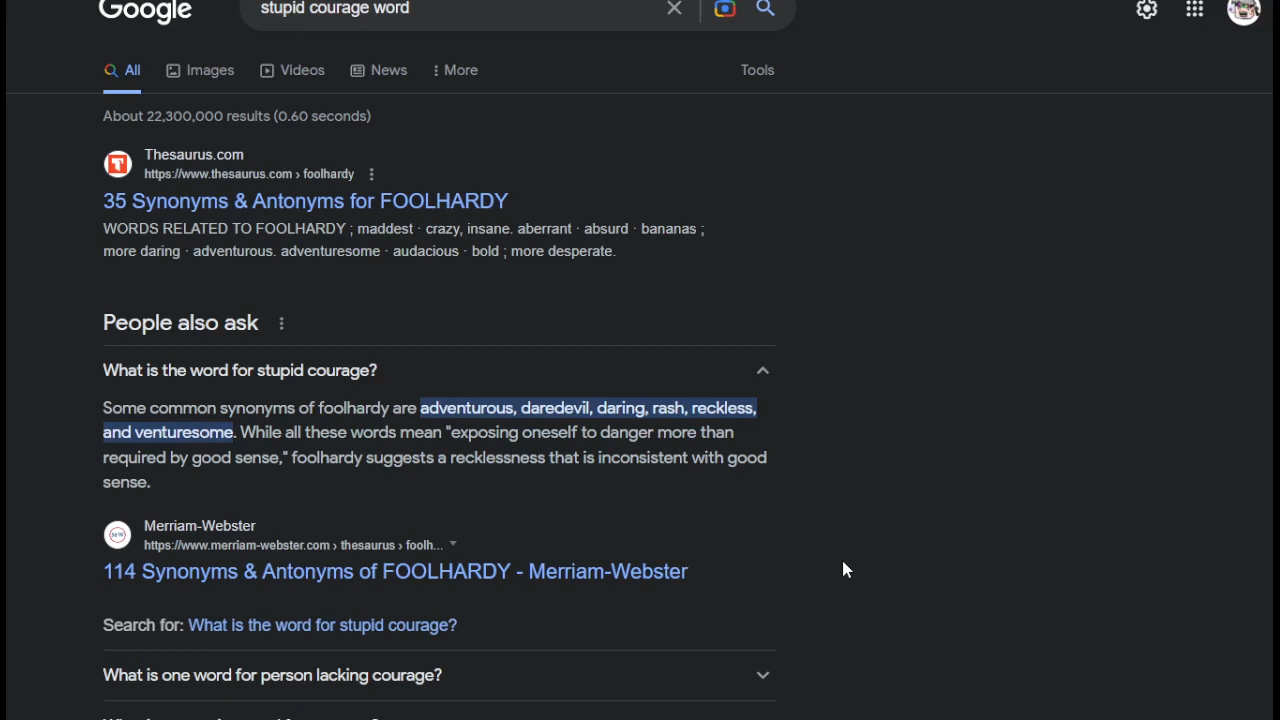 Google
stupid courage word
All Images Videos News More Tools
About 22,300,000 results (0.60 seconds)
Thesaurus.com
https://www.thesaurus.com › foolhardy
35 Synonyms & Antonyms for FOOLHARDY
WORDS RELATED TO FOOLHARDY ; maddest · crazy, insane. aberrant · absurd · bananas ;
more daring · adventurous. adventuresome · audacious · bold ; more desperate.
People also ask
What is the word for stupid courage?
Some common synonyms of foolhardy are adventurous, daredevil, daring, rash, reckless,
and venturesome. While all these words mean "exposing oneself to danger more than
required by good sense," foolhardy suggests a recklessness that is inconsistent with good
sense.
Merriam-Webster
https://www.merriam-webster.com › thesaurus › foolh...
114 Synonyms & Antonyms of FOOLHARDY - Merriam-Webster
Search for: What is the word for stupid courage?
What is one word for person lacking courage?